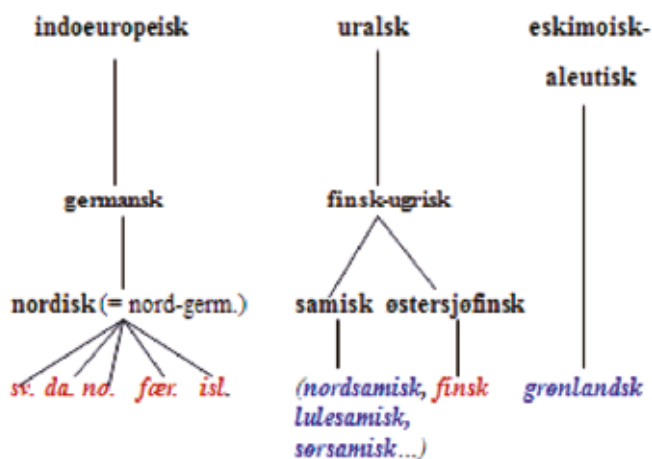 indoeuropeisk uralsk eskimoisk-
aleutisk
germansk finsk-ugrisk
nordisk (= nord-germ.) samisk østersjøfinsk
sv. da. no. fær. isl. (nordsamisk, finsk grønlandsk
lulesamisk,
sørsamisk...)